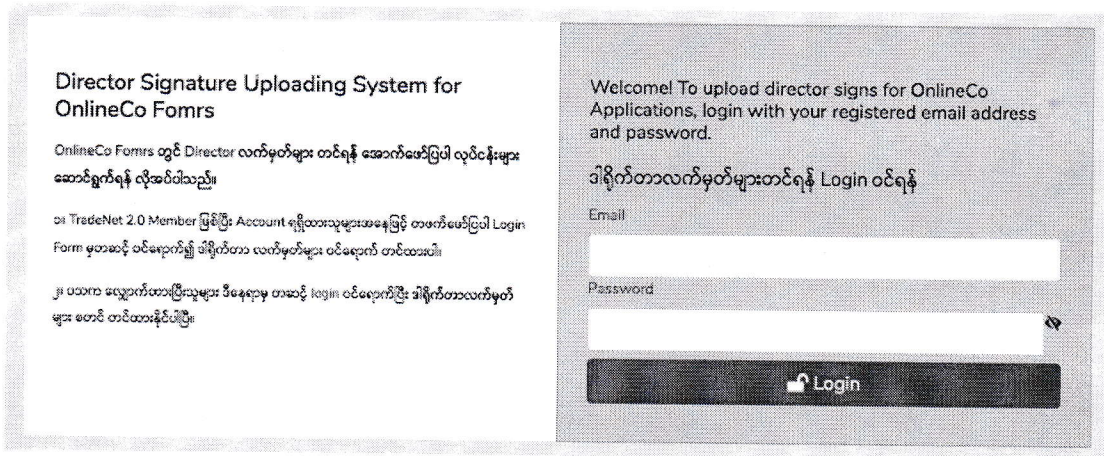 Director Signature Uploading System for
OnlineCo Fomrs
OnlineCo Fomrs တွင် Director လက်မှတ်များ တင်ရန် အောက်ဖော်ပြပါ လုပ်ငန်းများ
ဆောင်ရွက်ရန် လိုအပ်ပါသည်။
၁။ TradeNet 2.0 Member ဖြစ်ပြီး Account ရရှိထားသူများအနေဖြင့် တဖက်ဖော်ပြပါ Login
Form မှတဆင့် ဝင်ရောက်၍ ဒါရိုက်တာ လက်မှတ်များ ဝင်ရောက် တင်ထားပါ။
၂။ ပသက လျှောက်ထားပြီးသူများ ဒီနေရာမှ တဆင့် login ဝင်ရောက်ပြီး ဒါရိုက်တာလက်မှတ်
များ စတင် တင်ထားနိုင်ပါပြီ။
Welcome! To upload director signs for OnlineCo
Applications, login with your registered email address
and password.
ဒါရိုက်တာလက်မှတ်များတင်ရန် Login ဝင်ရန်
Email
Password
Login